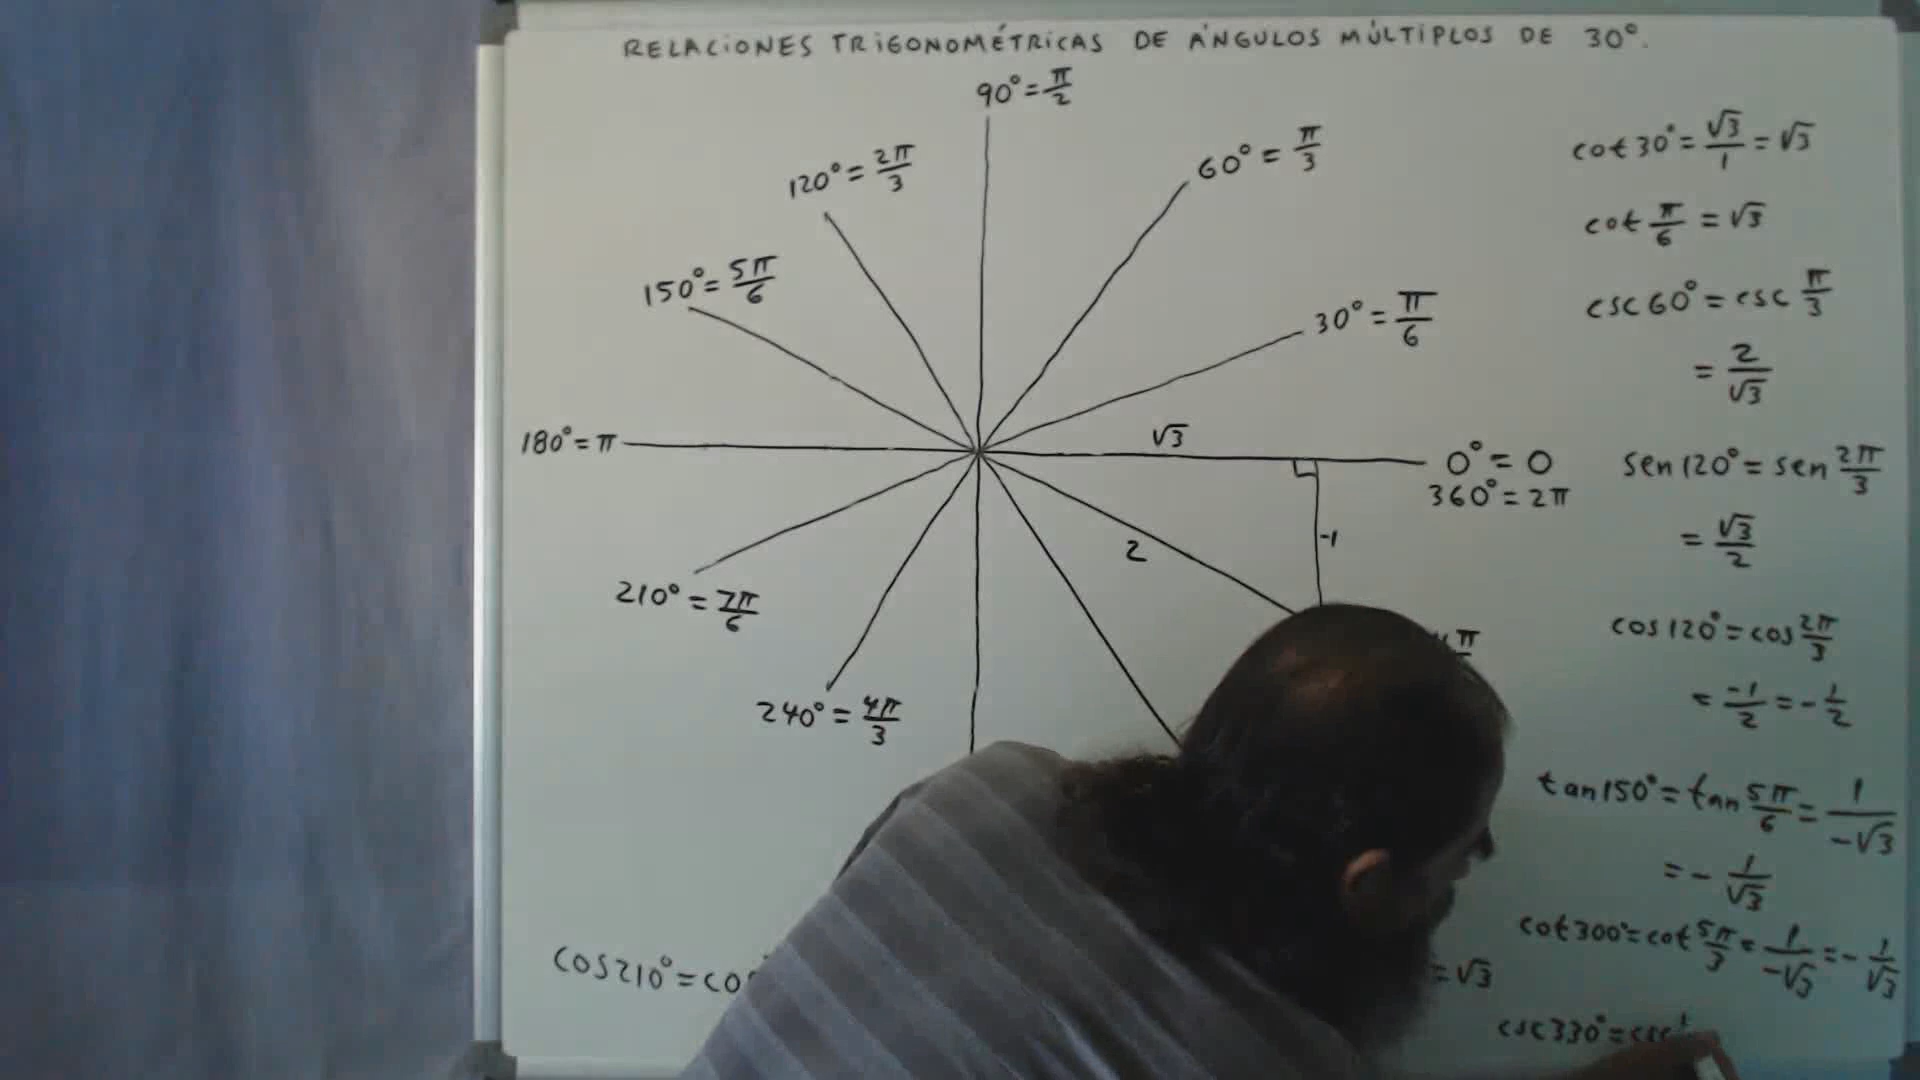 RELACIONES TRIGONOMÉTRICAS DE ÁNGULOS MÚLTIPLOS DE 30°.
90° = π/2
120° = 2π/3
60° = π/3
150° = 5π/6
30° = π/6
180° = π
√3
0° = 0
360° = 2π
-1
2
210° = 7π/6
240° = 4π/3
π
cos210° = co
= √3
cot 30° = √3/1 = √3
cot π/6 = √3
csc 60° = csc π/3
= 2/√3
sen 120° = sen 2π/3
= √3/2
cos 120° = cos 2π/3
= -1/2 = - 1/2
tan 150° = tan 5π/6 = 1/-√3
= - 1/√3
cot 300° = cot 5π/3 = 1/-√3 = - 1/√3
csc 330° = csc